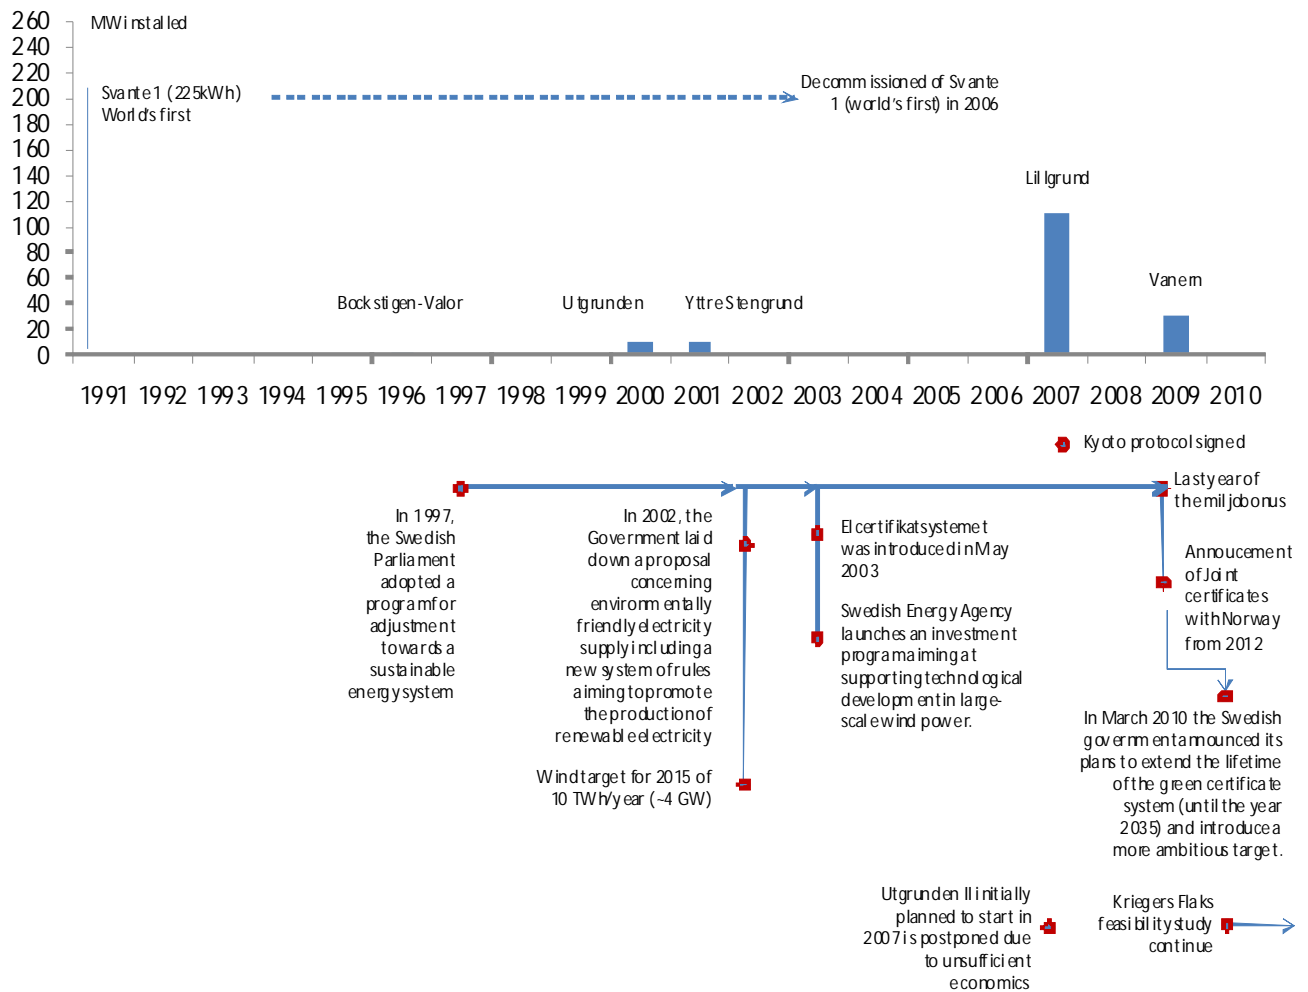 260
MW installed
240
220
Svante 1 (225kWh)
World's first
Decommissioned of Svante
1 (world's first) in 2006
200
180
160
140
120
100
80
60
40
20
0
Lillgrund
Vanern
Bockstigen-Valor
Utgrunden
Yttre Stengrund
1991 1992 1993 1994 1995 1996 1997 1998 1999 2000 2001 2002 2003 2004 2005 2006 2007 2008 2009 2010
Kyoto protocol signed
Last year of
the miljobonus
In 1997,
the Swedish
Parliament
adopted a
program for
adjustment
towards a
sustainable
energy system
In 2002, the
Government laid
down a proposal
concerning
environmentally
friendly electricity
supply including a
new system of rules
aiming to promote
the production of
renewable electricity
Wind target for 2015 of
10 TWh/year (~4 GW)
Elcertifikatsystemet
was introduced in May
2003
Swedish Energy Agency
launches an investment
program aiming at
supporting technological
development in large-
scale wind power.
Annoucement
of Joint
certificates
with Norway
from 2012
In March 2010 the Swedish
government announced its
plans to extend the lifetime
of the green certificate
system (until the year
2035) and introduce a
more ambitious target.
Utgrunden II initially
planned to start in
2007 is postponed due
to unsufficient
economics
Kriegers Flaks
feasibility study
continue